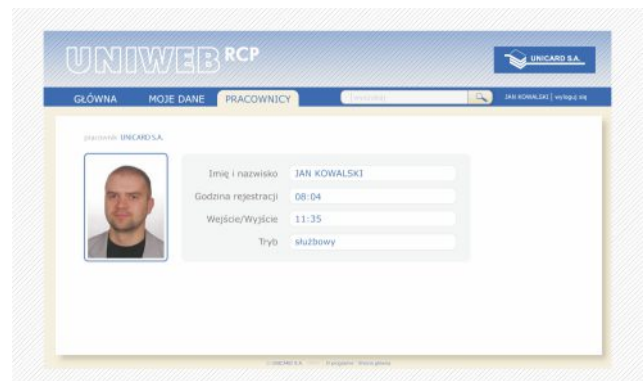 UNIWEB RCP
UNICARD S.A.
GŁÓWNA MOJE DANE PRACOWNICY
JAN KOWALSKI | wyloguj się
pracownik UNICARD S.A.
Imię i nazwisko JAN KOWALSKI
Godzina rejestracji 08:04
Wejście/Wyjście 11:35
Tryb służbowy